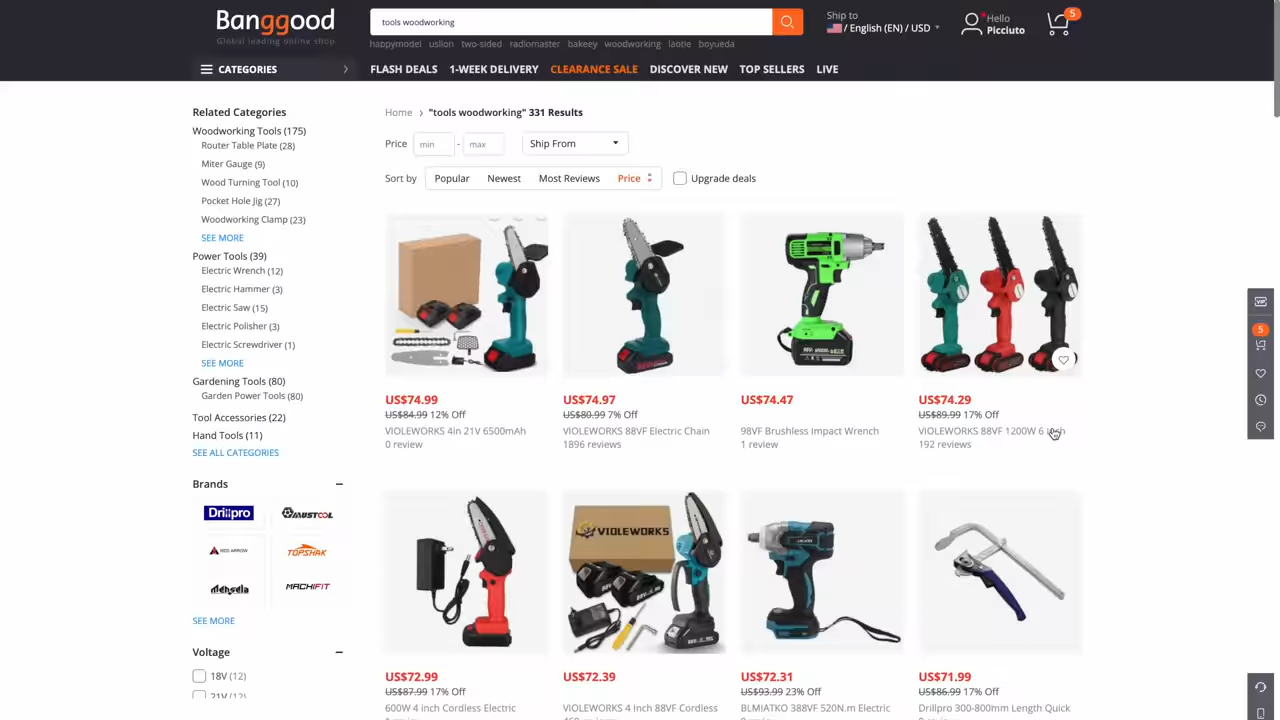 Banggood
Global leading online shop
tools woodworking
happymodel uslion two-sided radiomaster bakeey woodworking laotie boyueda
Ship to
/ English (EN) / USD
Hello
Picciuto
5
CATEGORIES
FLASH DEALS 1-WEEK DELIVERY CLEARANCE SALE DISCOVER NEW TOP SELLERS LIVE
Related Categories
Woodworking Tools (175)
Router Table Plate (28)
Miter Gauge (9)
Wood Turning Tool (10)
Pocket Hole Jig (27)
Woodworking Clamp (23)
SEE MORE
Power Tools (39)
Electric Wrench (12)
Electric Hammer (3)
Electric Saw (15)
Electric Polisher (3)
Electric Screwdriver (1)
SEE MORE
Gardening Tools (80)
Garden Power Tools (80)
Tool Accessories (22)
Hand Tools (11)
SEE ALL CATEGORIES
Brands
Drillpro
MUSTOOL
RED ARROW
TOPSHAK
MACHIFIT
SEE MORE
Voltage
18V (12)
21V (12)
Home > "tools woodworking" 331 Results
Price min - max Ship From
Sort by Popular Newest Most Reviews Price Upgrade deals
US$74.99
US$84.99 12% Off
VIOLEWORKS 4in 21V 6500mAh
0 review
US$74.97
US$80.99 7% Off
VIOLEWORKS 88VF Electric Chain
1896 reviews
US$74.47
98VF Brushless Impact Wrench
1 review
US$74.29
US$89.99 17% Off
VIOLEWORKS 88VF 1200W 6 Inch
192 reviews
VIOLEWORKS
US$72.99
US$87.99 17% Off
600W 4 inch Cordless Electric
US$72.39
VIOLEWORKS 4 Inch 88VF Cordless
US$72.31
US$93.99 23% Off
BLMIATKO 388VF 520N.m Electric
US$71.99
US$86.99 17% Off
Drillpro 300-800mm Length Quick
VIP
5